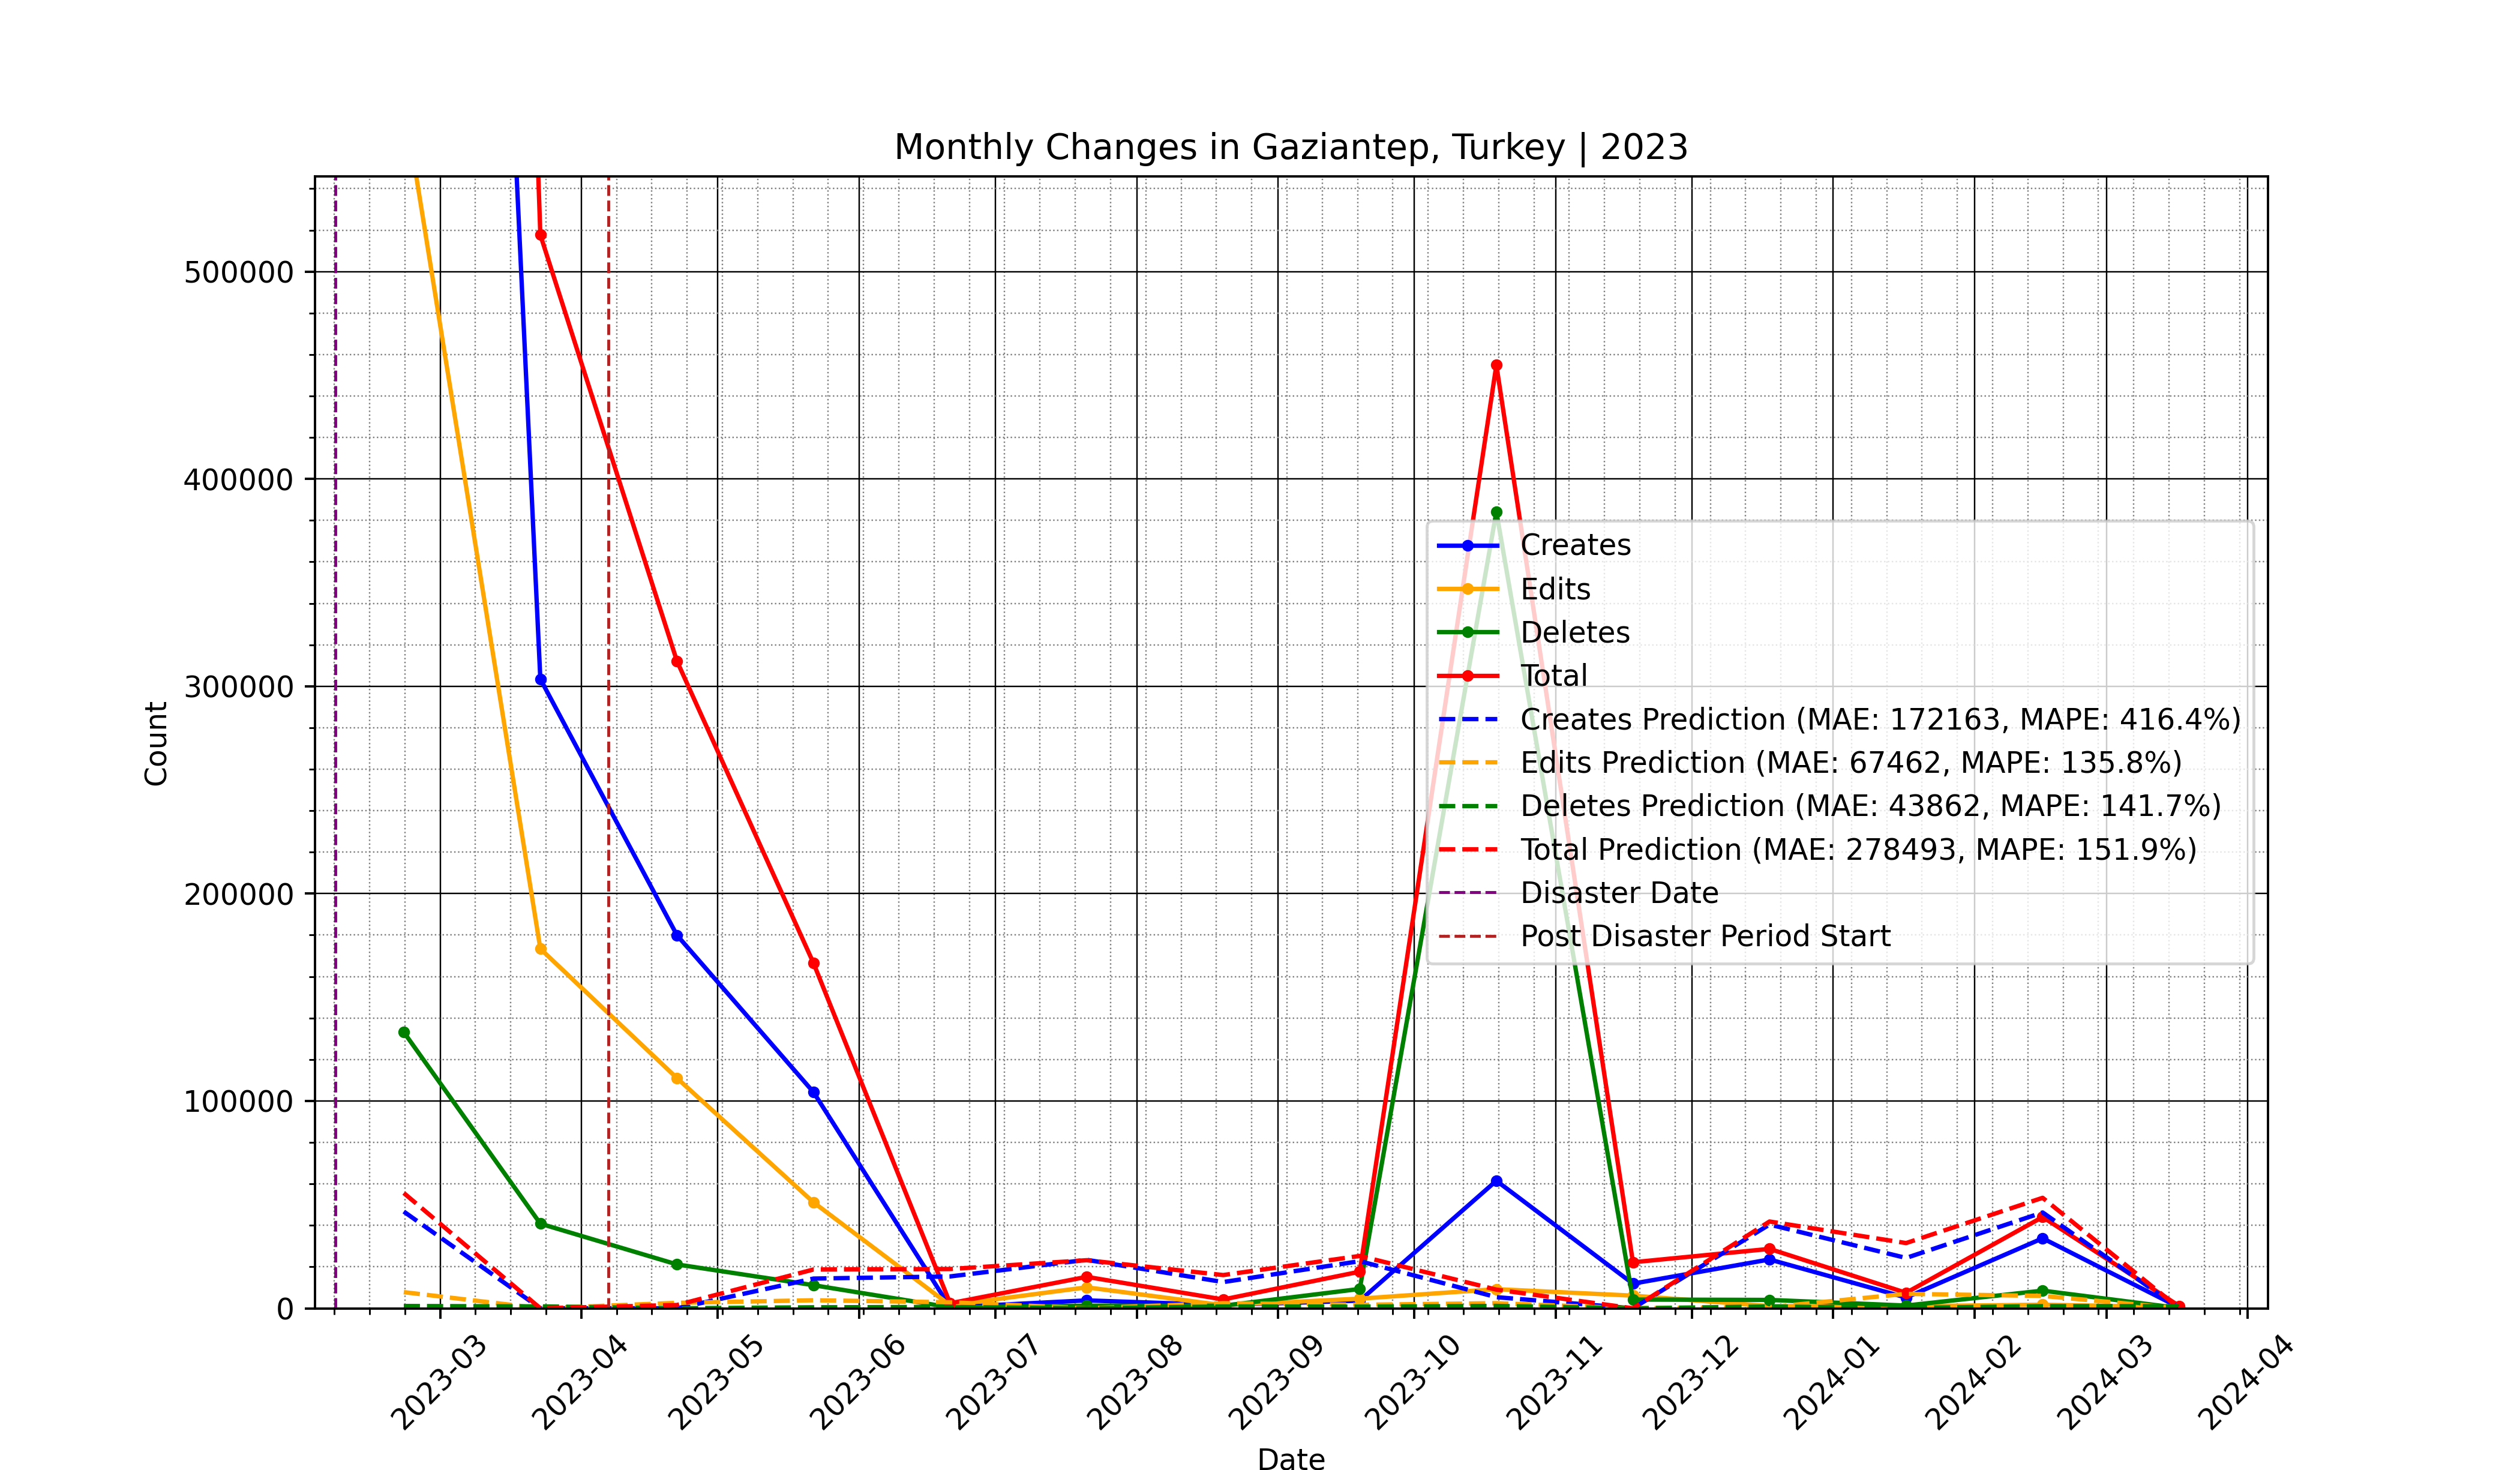 Monthly Changes in Gaziantep, Turkey | 2023
500000
400000
300000
200000
100000
0
Count
Creates
Edits
Deletes
Total
Creates Prediction (MAE: 172163, MAPE: 416.4%)
Edits Prediction (MAE: 67462, MAPE: 135.8%)
Deletes Prediction (MAE: 43862, MAPE: 141.7%)
Total Prediction (MAE: 278493, MAPE: 151.9%)
Disaster Date
Post Disaster Period Start
2023-03
2023-04
2023-05
2023-06
2023-07
2023-08
2023-09
2023-10
2023-11
2023-12
2024-01
2024-02
2024-03
2024-04
Date